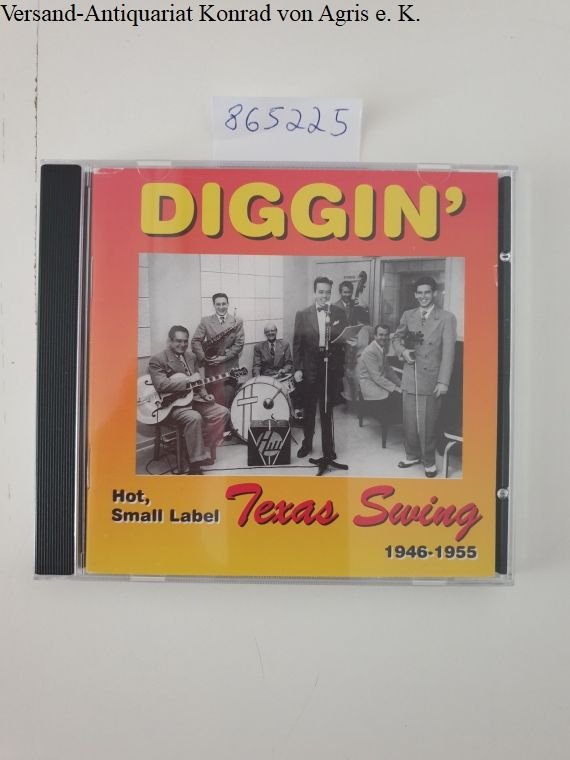 Versand-Antiquariat Konrad von Agris e. K.
865225
DIGGIN'
Hot,
Small Label Texas Swing
1946-1955